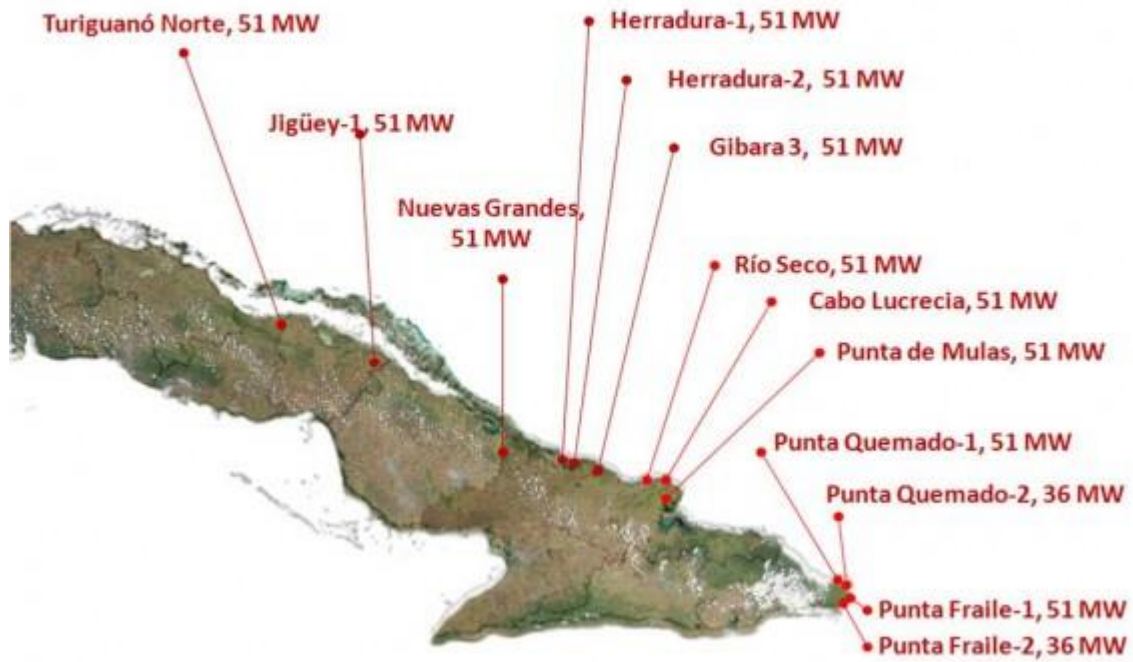 Turiguanó Norte, 51 MW
Herradura-1, 51 MW
Herradura-2, 51 MW
Jigüey-1, 51 MW
Gibara 3, 51 MW
Nuevas Grandes,
51 MW
Río Seco, 51 MW
Cabo Lucrecia, 51 MW
Punta de Mulas, 51 MW
Punta Quemado-1, 51 MW
Punta Quemado-2, 36 MW
Punta Fraile-1, 51 MW
Punta Fraile-2, 36 MW